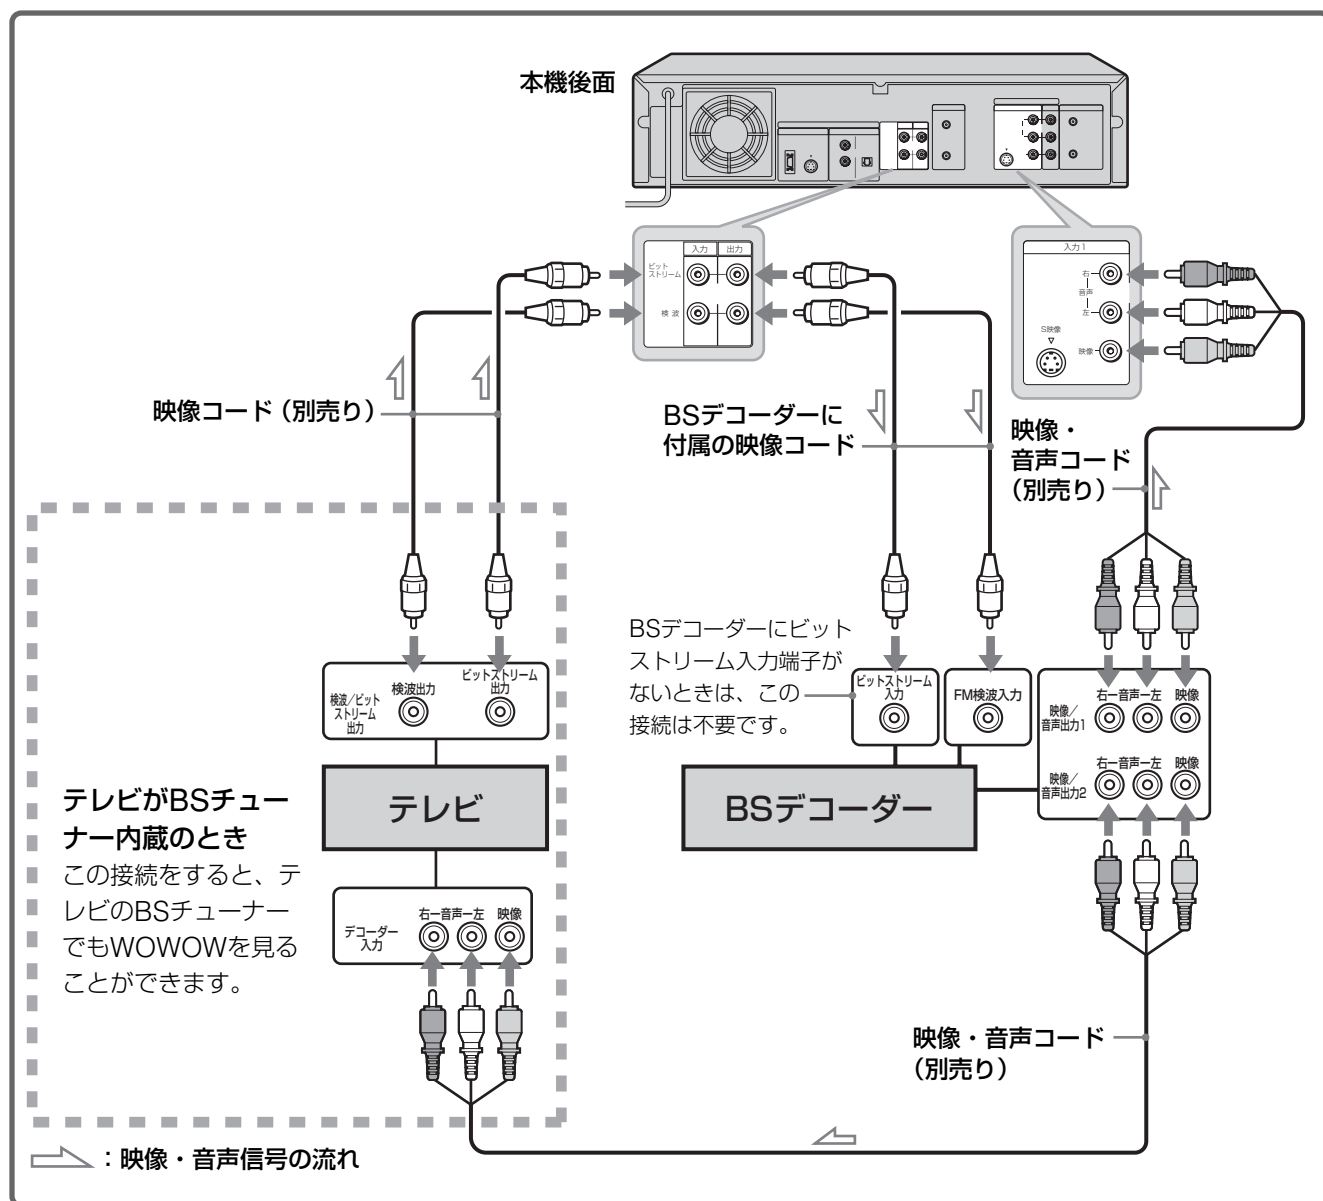 本機後面
入力 出力
ビット
ストリーム
検 波
入力1
右
音声
左
S映像
映像
映像コード（別売り）
BSデコーダーに
付属の映像コード
映像・
音声コード
（別売り）
BSデコーダーにビット
ストリーム入力端子が
ないときは、この
接続は不要です。
検波／ビット
ストリーム
出力
検波出力
ビットストリーム
出力
ビットストリーム
入力
FM検波入力
映像／
音声出力1
右ー音声ー左 映像
映像／
音声出力2
右ー音声ー左 映像
テレビ
BSデコーダー
テレビがBSチュー
ナー内蔵のとき
この接続をすると、テ
レビのBSチューナー
でもWOWOWを見る
ことができます。
デコーダー
入力
右ー音声ー左 映像
映像・音声コード
（別売り）
：映像・音声信号の流れ